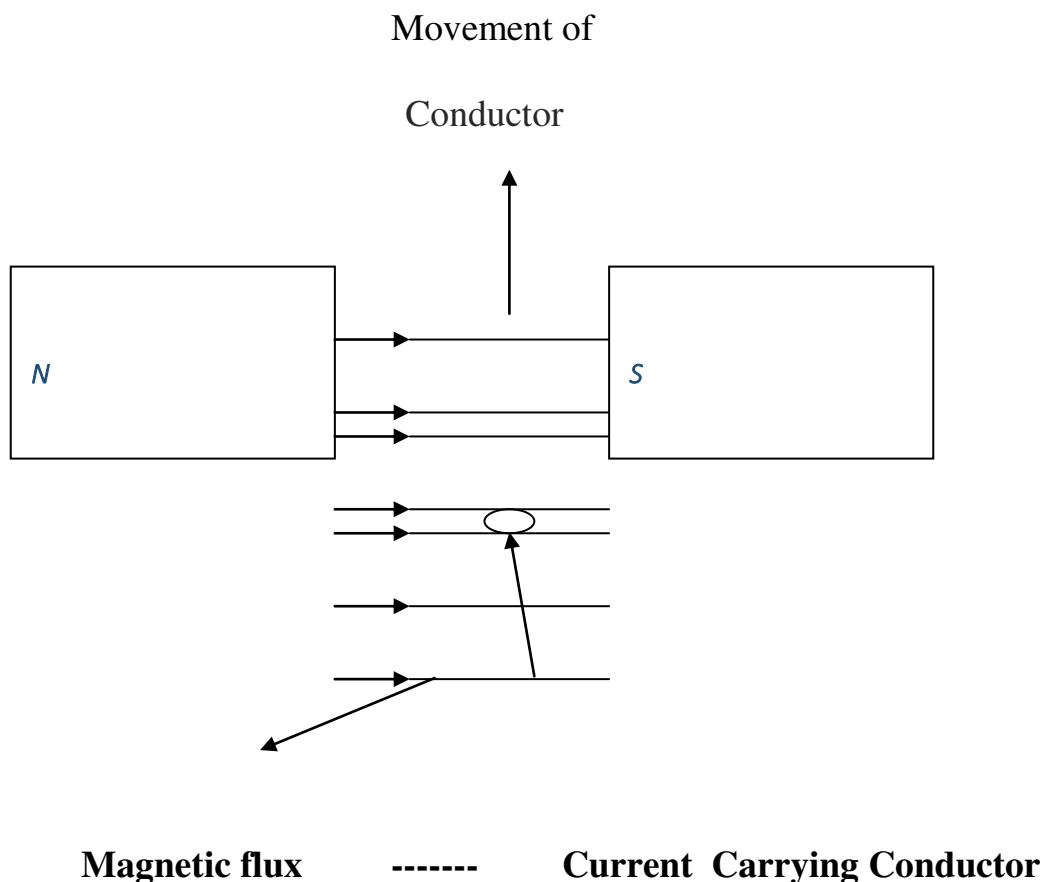 Movement of
Conductor
N S
Magnetic flux ------- Current Carrying Conductor